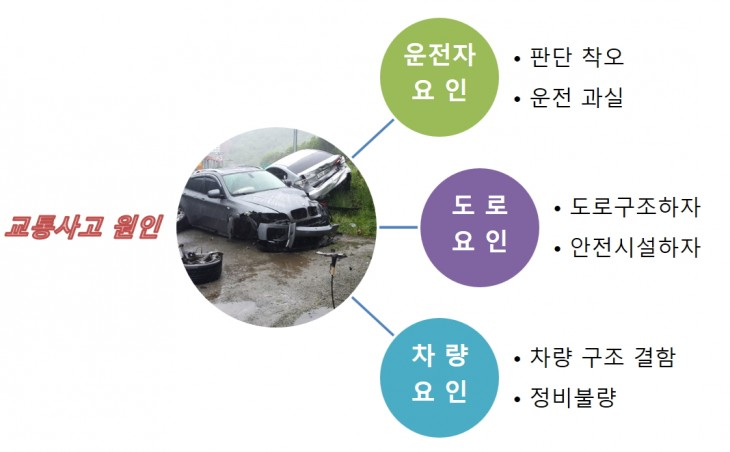 교통사고 원인
운전자
요 인
• 판단 착오
• 운전 과실
도 로
요 인
• 도로구조하자
• 안전시설하자
차 량
요 인
• 차량 구조 결함
• 정비불량